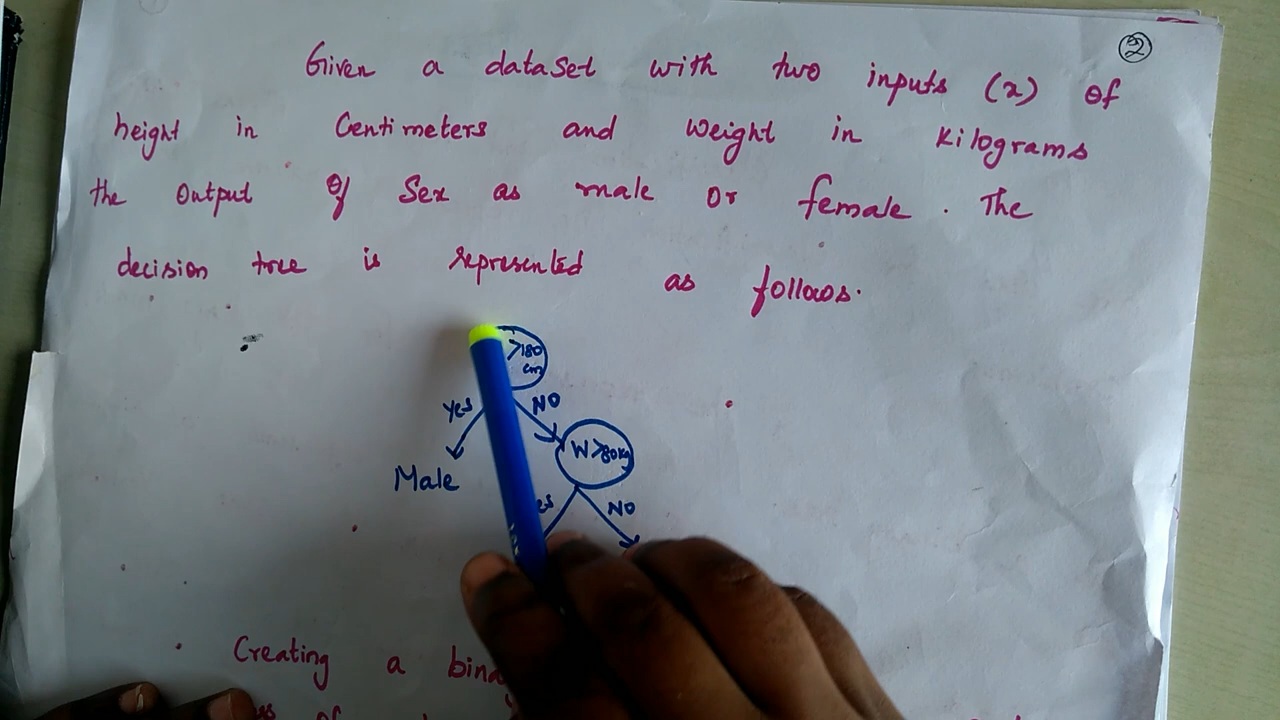 2
Given a dataset with two inputs (x) of
height in Centimeters and Weight in Kilograms
the Output Of Sex as male or female. The
decision tree is represented as follows.
>180
cm
Yes NO
W>80kg
Male
NO
Creating a